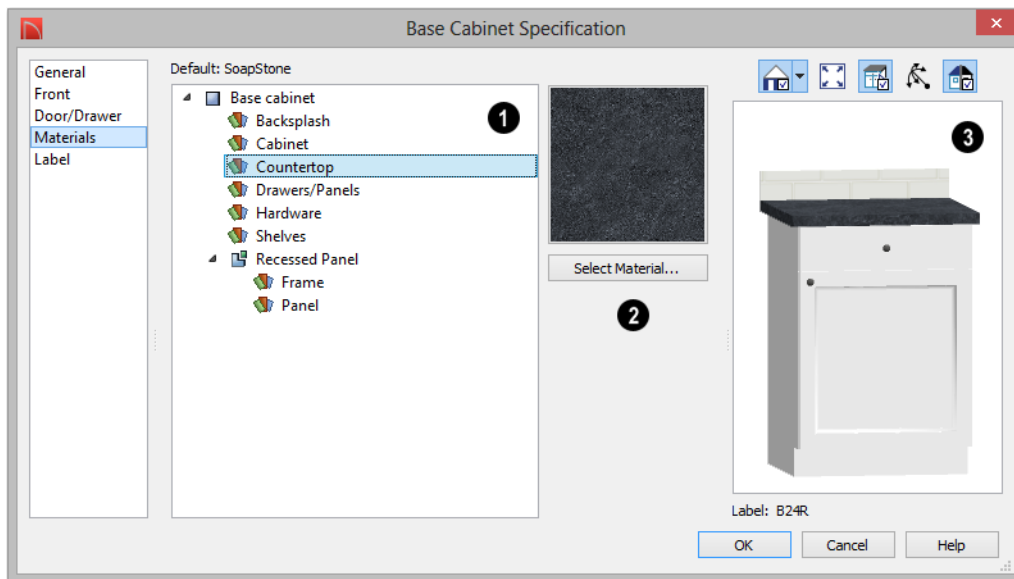 Base Cabinet Specification
General
Front
Door/Drawer
Materials
Label
Default: SoapStone
Base cabinet
Backsplash
Cabinet
Countertop
Drawers/Panels
Hardware
Shelves
Recessed Panel
Frame
Panel
1
Select Material...
2
3
Label: B24R
OK
Cancel
Help